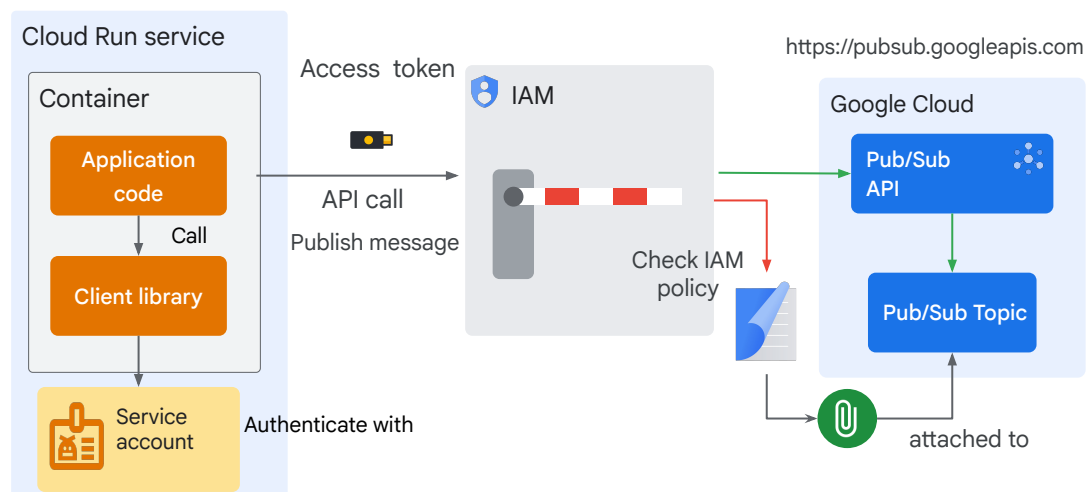 Cloud Run service
Container
Application
code
Call
Client library
Service
account
Authenticate with
Access token
API call
Publish message
IAM
Check IAM
policy
https://pubsub.googleapis.com
Google Cloud
Pub/Sub
API
Pub/Sub Topic
attached to